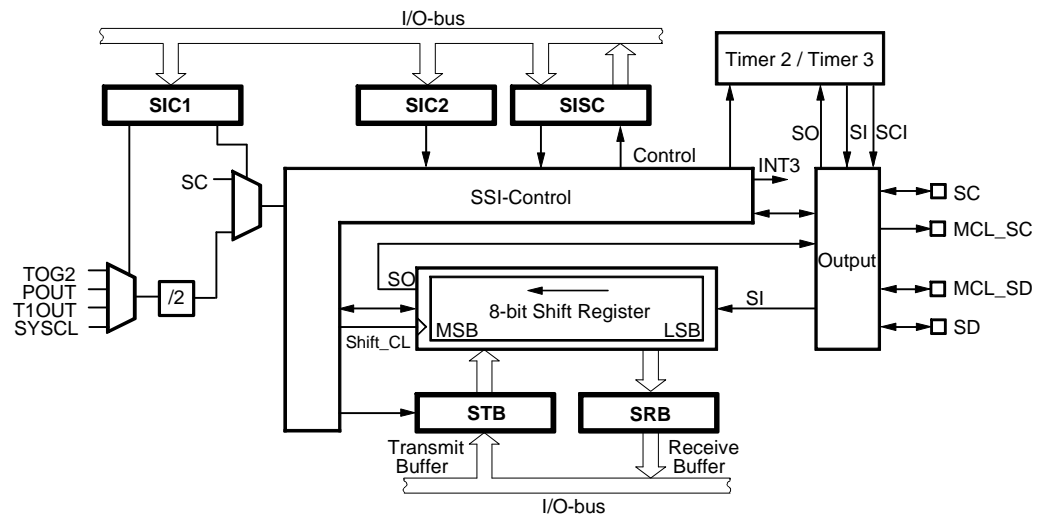 I/O-bus
Timer 2 / Timer 3
SIC1
SIC2
SISC
SO
SI
SCI
Control
INT3
SC
SSI-Control
SC
MCL_SC
TOG2
POUT
T1OUT
SYSCL
/2
SO
Output
8-bit Shift Register
SI
MCL_SD
MSB
LSB
SD
Shift_CL
STB
SRB
Transmit
Buffer
Receive
Buffer
I/O-bus